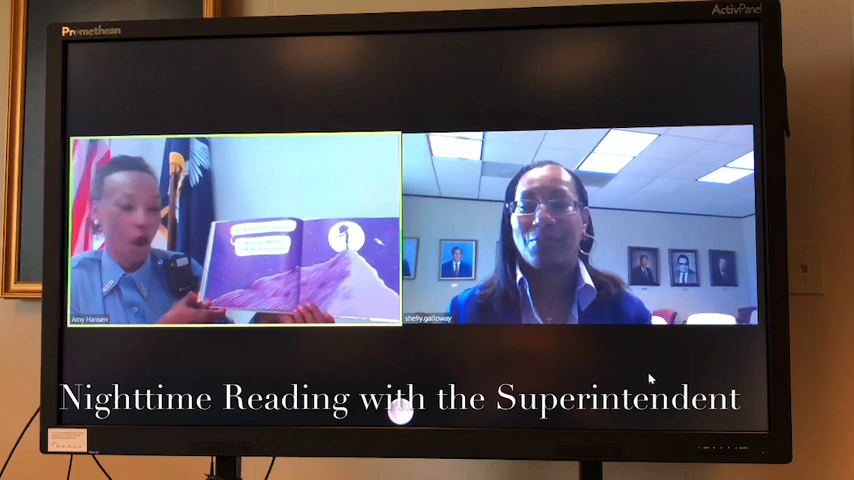 Promethean
ActivPanel
Amy Hansen
shelly.galloway
Nighttime Reading with the Superintendent